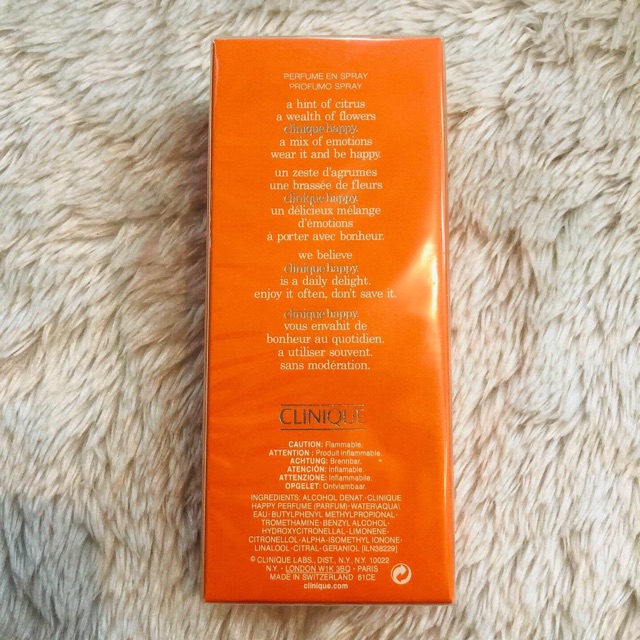 PERFUME EN SPRAY
PROFUMO SPRAY
a hint of citrus
a wealth of flowers
clinique happy.
a mix of emotions
wear it and be happy.
un zeste d'agrumes
une brassée de fleurs
clinique happy.
un délicieux mélange
d'émotions
à porter avec bonheur.
we believe
clinique happy.
is a daily delight.
enjoy it often, don't save it.
clinique happy.
vous envahit de
bonheur au quotidien.
a utiliser souvent.
sans modération.
CLINIQUE
CAUTION: Flammable.
ATTENTION : Produit inflammable.
ACHTUNG: Brennbar.
ATENCIÓN: Inflamable.
ATTENZIONE: Infiammabile.
OPGELET: Ontvlambaar.
INGREDIENTS: ALCOHOL DENAT.·CLINIQUE
HAPPY PERFUME (PARFUM)·WATER\AQUA\
EAU·BUTYLPHENYL METHYLPROPIONAL·
TROMETHAMINE·BENZYL ALCOHOL·
HYDROXYCITRONELLAL·LIMONENE·
CITRONELLOL·ALPHA-ISOMETHYL IONONE·
LINALOOL·CITRAL·GERANIOL [ILN38229]
© CLINIQUE LABS., DIST. N.Y., N.Y. 10022
N.Y. · LONDON W1K 3BQ · PARIS
MADE IN SWITZERLAND 61CE
clinique.com